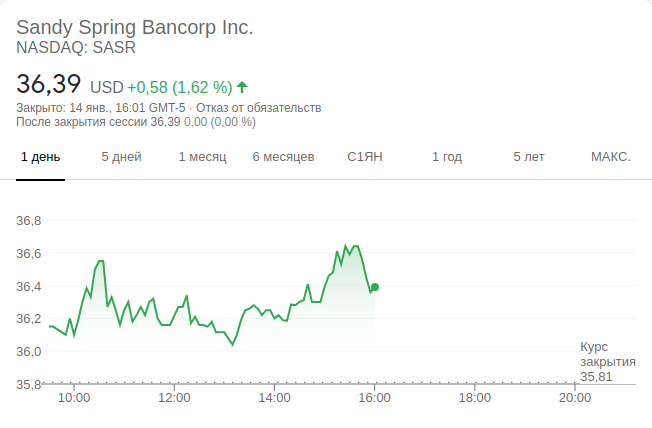 Sandy Spring Bancorp Inc.
NASDAQ: SASR
36,39 USD +0,58 (1,62 %)
Закрыто: 14 янв., 16:01 GMT-5 · Отказ от обязательств
После закрытия сессии 36,39 0,00 (0,00 %)
1 день 5 дней 1 месяц 6 месяцев С1ЯН 1 год 5 лет МАКС.
36,8
36,6
36,4
36,2
36,0
Курс
закрытия
35,81
35,8
10:00 12:00 14:00 16:00 18:00 20:00